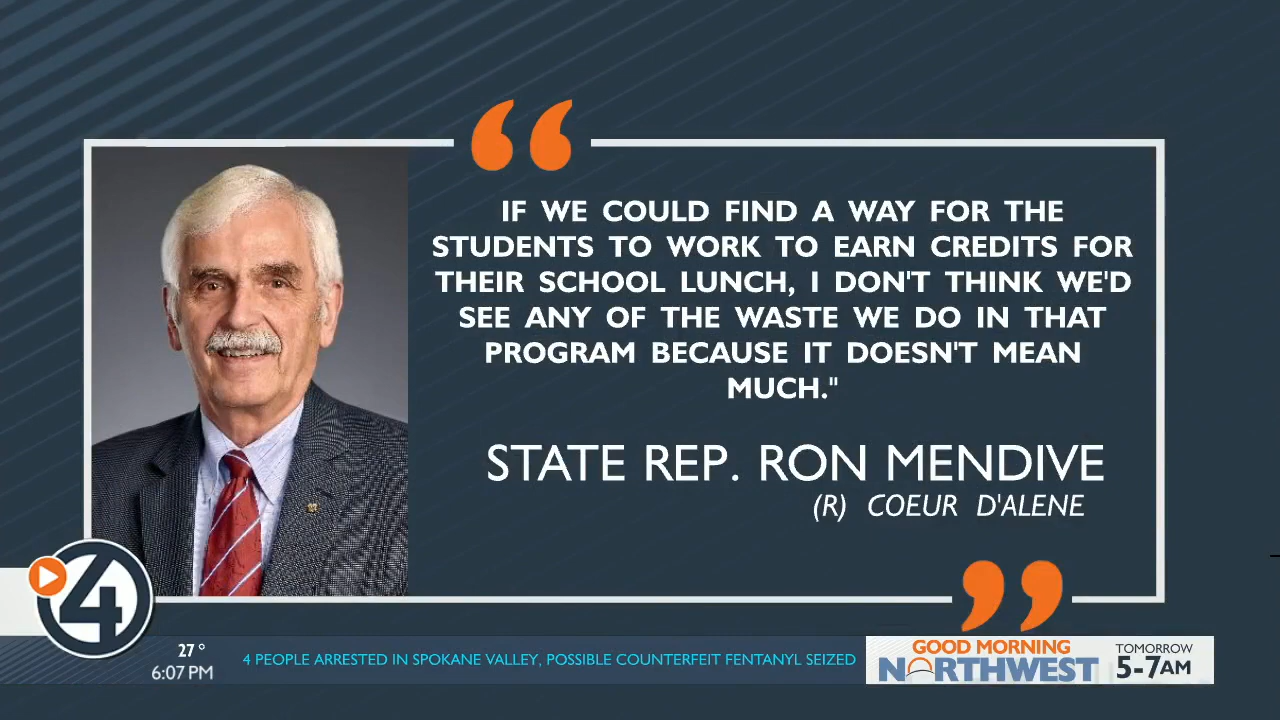 IF WE COULD FIND A WAY FOR THE
STUDENTS TO WORK TO EARN CREDITS FOR
THEIR SCHOOL LUNCH, I DON'T THINK WE'D
SEE ANY OF THE WASTE WE DO IN THAT
PROGRAM BECAUSE IT DOESN'T MEAN
MUCH."
STATE REP. RON MENDIVE
(R) COEUR D'ALENE
4
27°
6:07 PM
4 PEOPLE ARRESTED IN SPOKANE VALLEY, POSSIBLE COUNTERFEIT FENTANYL SEIZED
GOOD MORNING
NORTHWEST
TOMORROW
5-7AM